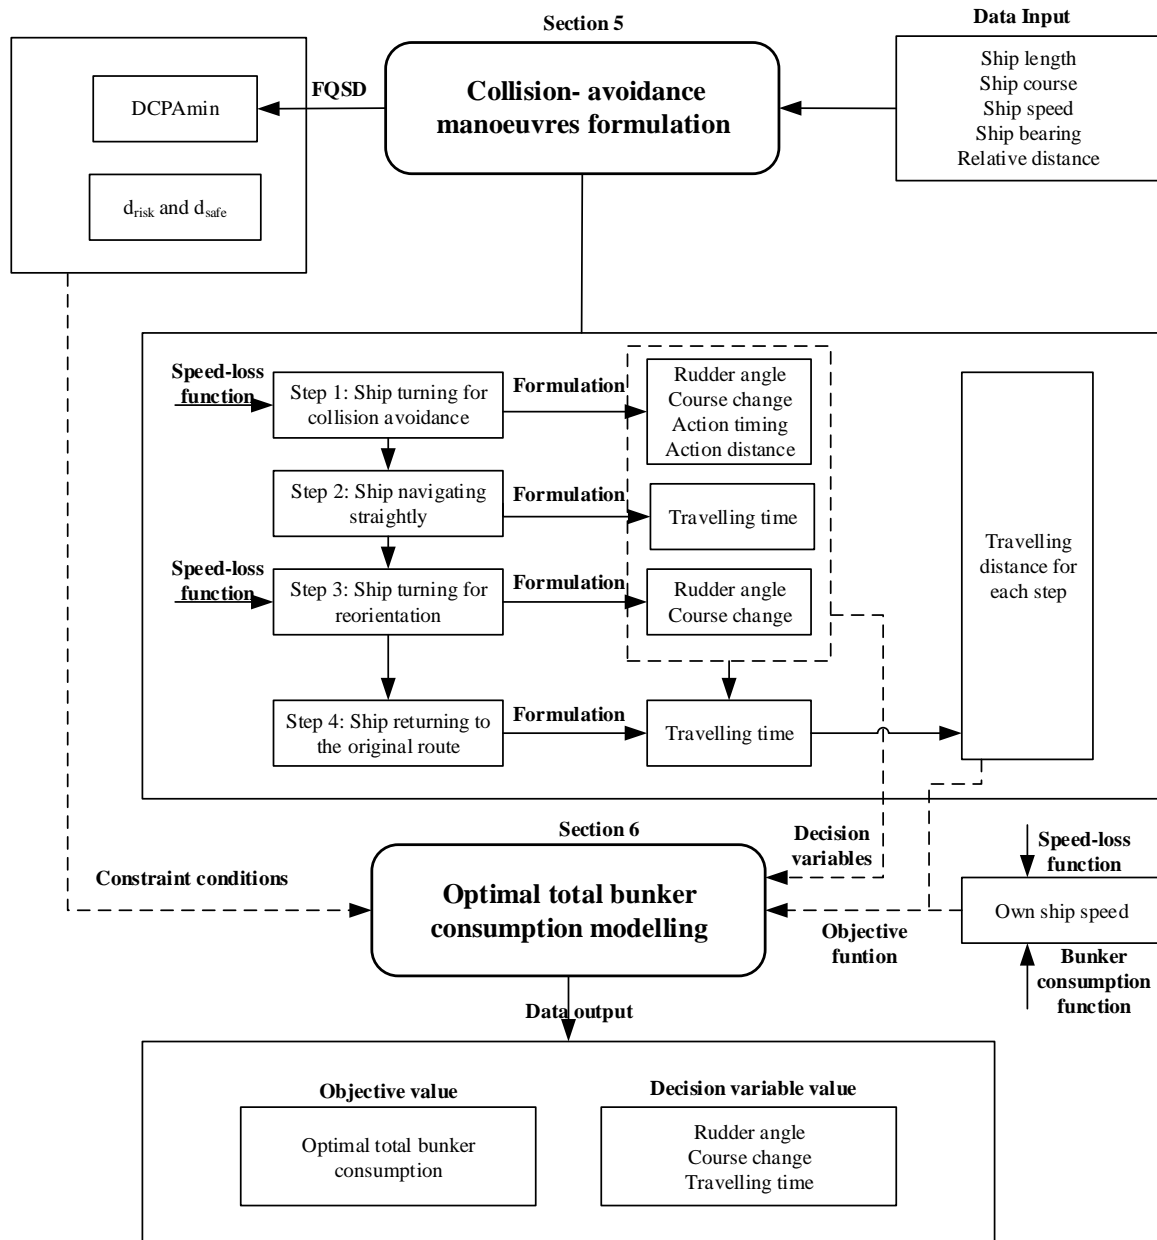 Section 5
Data Input
FQSD
DCPAmin
d_risk and d_safe
Collision- avoidance
manoeuvres formulation
Ship length
Ship course
Ship speed
Ship bearing
Relative distance
Speed-loss
function
Step 1: Ship turning for
collision avoidance
Formulation
Rudder angle
Course change
Action timing
Action distance
Step 2: Ship navigating
straightly
Formulation
Travelling time
Speed-loss
function
Step 3: Ship turning for
reorientation
Formulation
Rudder angle
Course change
Step 4: Ship returning to
the original route
Formulation
Travelling time
Travelling
distance for
each step
Section 6
Constraint conditions
Optimal total bunker
consumption modelling
Decision
variables
Objective
funtion
Speed-loss
function
Own ship speed
Bunker
consumption
function
Data output
Objective value
Optimal total bunker
consumption
Decision variable value
Rudder angle
Course change
Travelling time